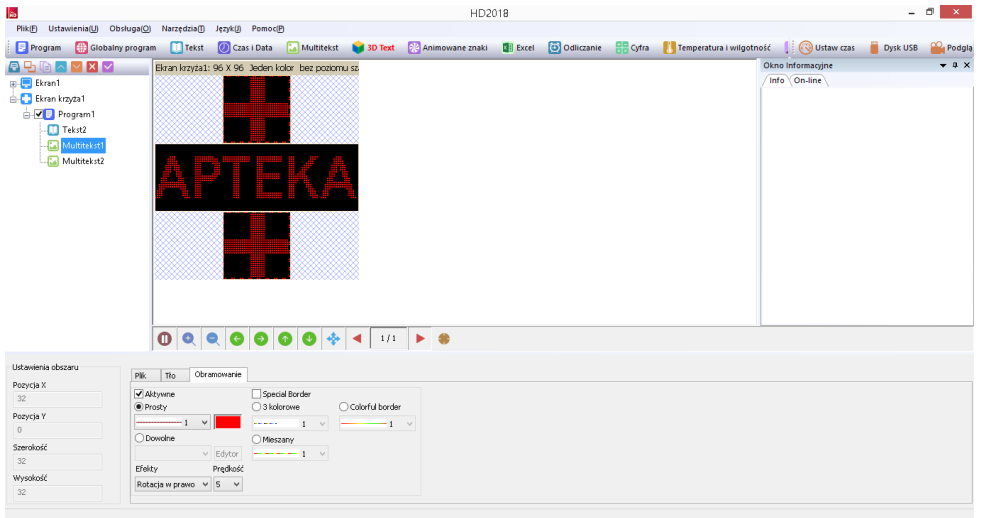 HD2018
Plik(F) Ustawienia(U) Obsługa(O) Narzędzia(T) Język(J) Pomoc(P)
Program Globalny program Tekst Czas i Data Multitekst 3D Text Animowane znaki Excel Odliczanie Cyfra Temperatura i wilgotność Ustaw czas Dysk USB Podglą
Ekran1
Ekran krzyża1
Program1
Tekst2
Multitekst1
Multitekst2
Ekran krzyża1: 96 X 96 Jeden kolor bez poziomu sz
APTEKA
Okno Informacyjne
Info On-line
1/1
Ustawienia obszaru
Pozycja X
32
Pozycja Y
0
Szerokość
32
Wysokość
32
Plik Tło Obramowanie
Aktywne Special Border
Prosty 3 kolorowe Colorful border
1 1 1
Dowolne Mieszany
Edytor 1
Efekty Prędkość
Rotacja w prawo 5